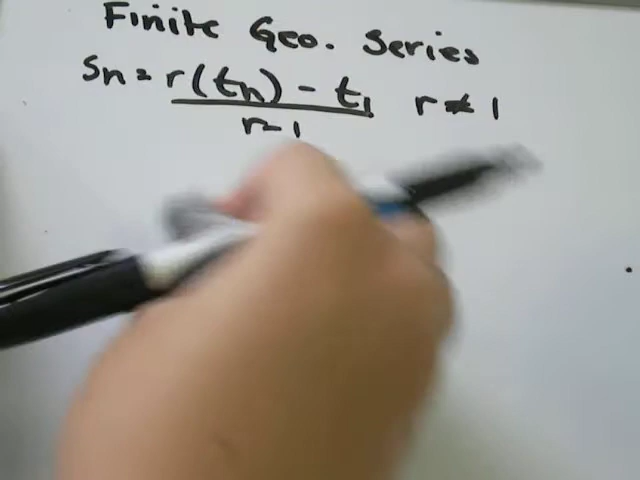 Finite Geo. Series
Sn = r(tn) - t1 r ≠ 1
r-1